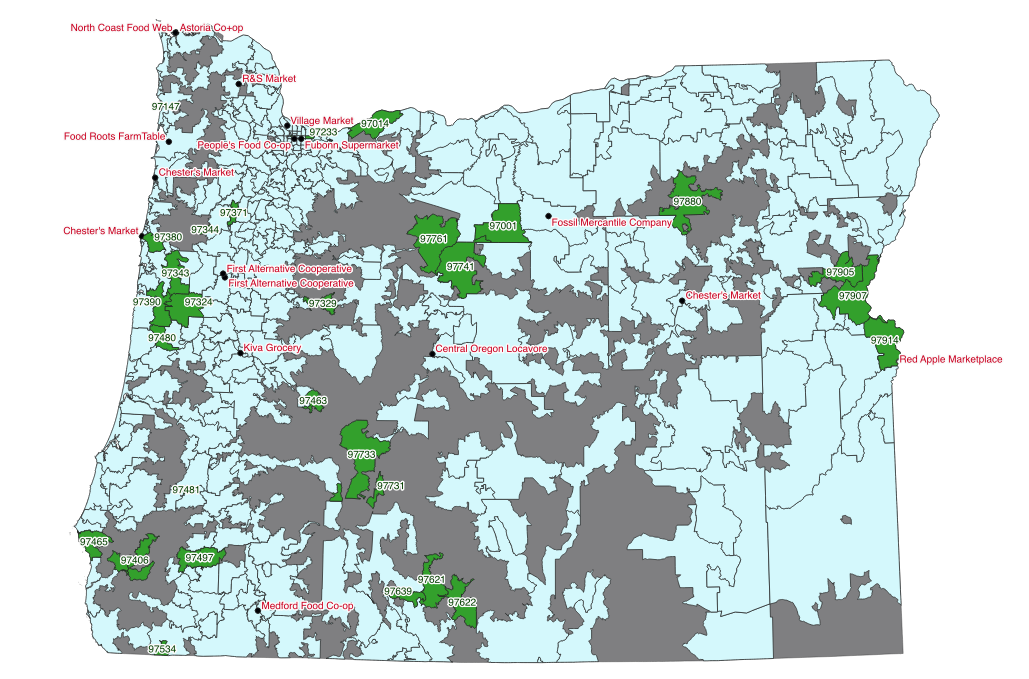 North Coast Food Web
Astoria Co+op
R&S Market
97147
Village Market
97014
97233
Food Roots FarmTable
People's Food Co-op
Fubonn Supermarket
Chester's Market
97880
97371
Fossil Mercantile Company
97001
97344
Chester's Market
97380
97761
97741
First Alternative Cooperative
97343
97905
First Alternative Cooperative
97390
97324
97329
Chester's Market
97907
97480
97914
Kiva Grocery
Central Oregon Locavore
Red Apple Marketplace
97463
97733
97731
97481
97465
97406
97497
97621
97639
97622
Medford Food Co-op
97534